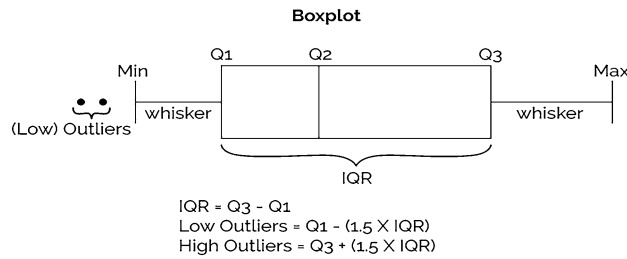 Boxplot
Q1 Q2 Q3
Min Max
whisker whisker
(Low) Outliers
IQR
IQR = Q3 - Q1
Low Outliers = Q1 - (1.5 X IQR)
High Outliers = Q3 + (1.5 X IQR)